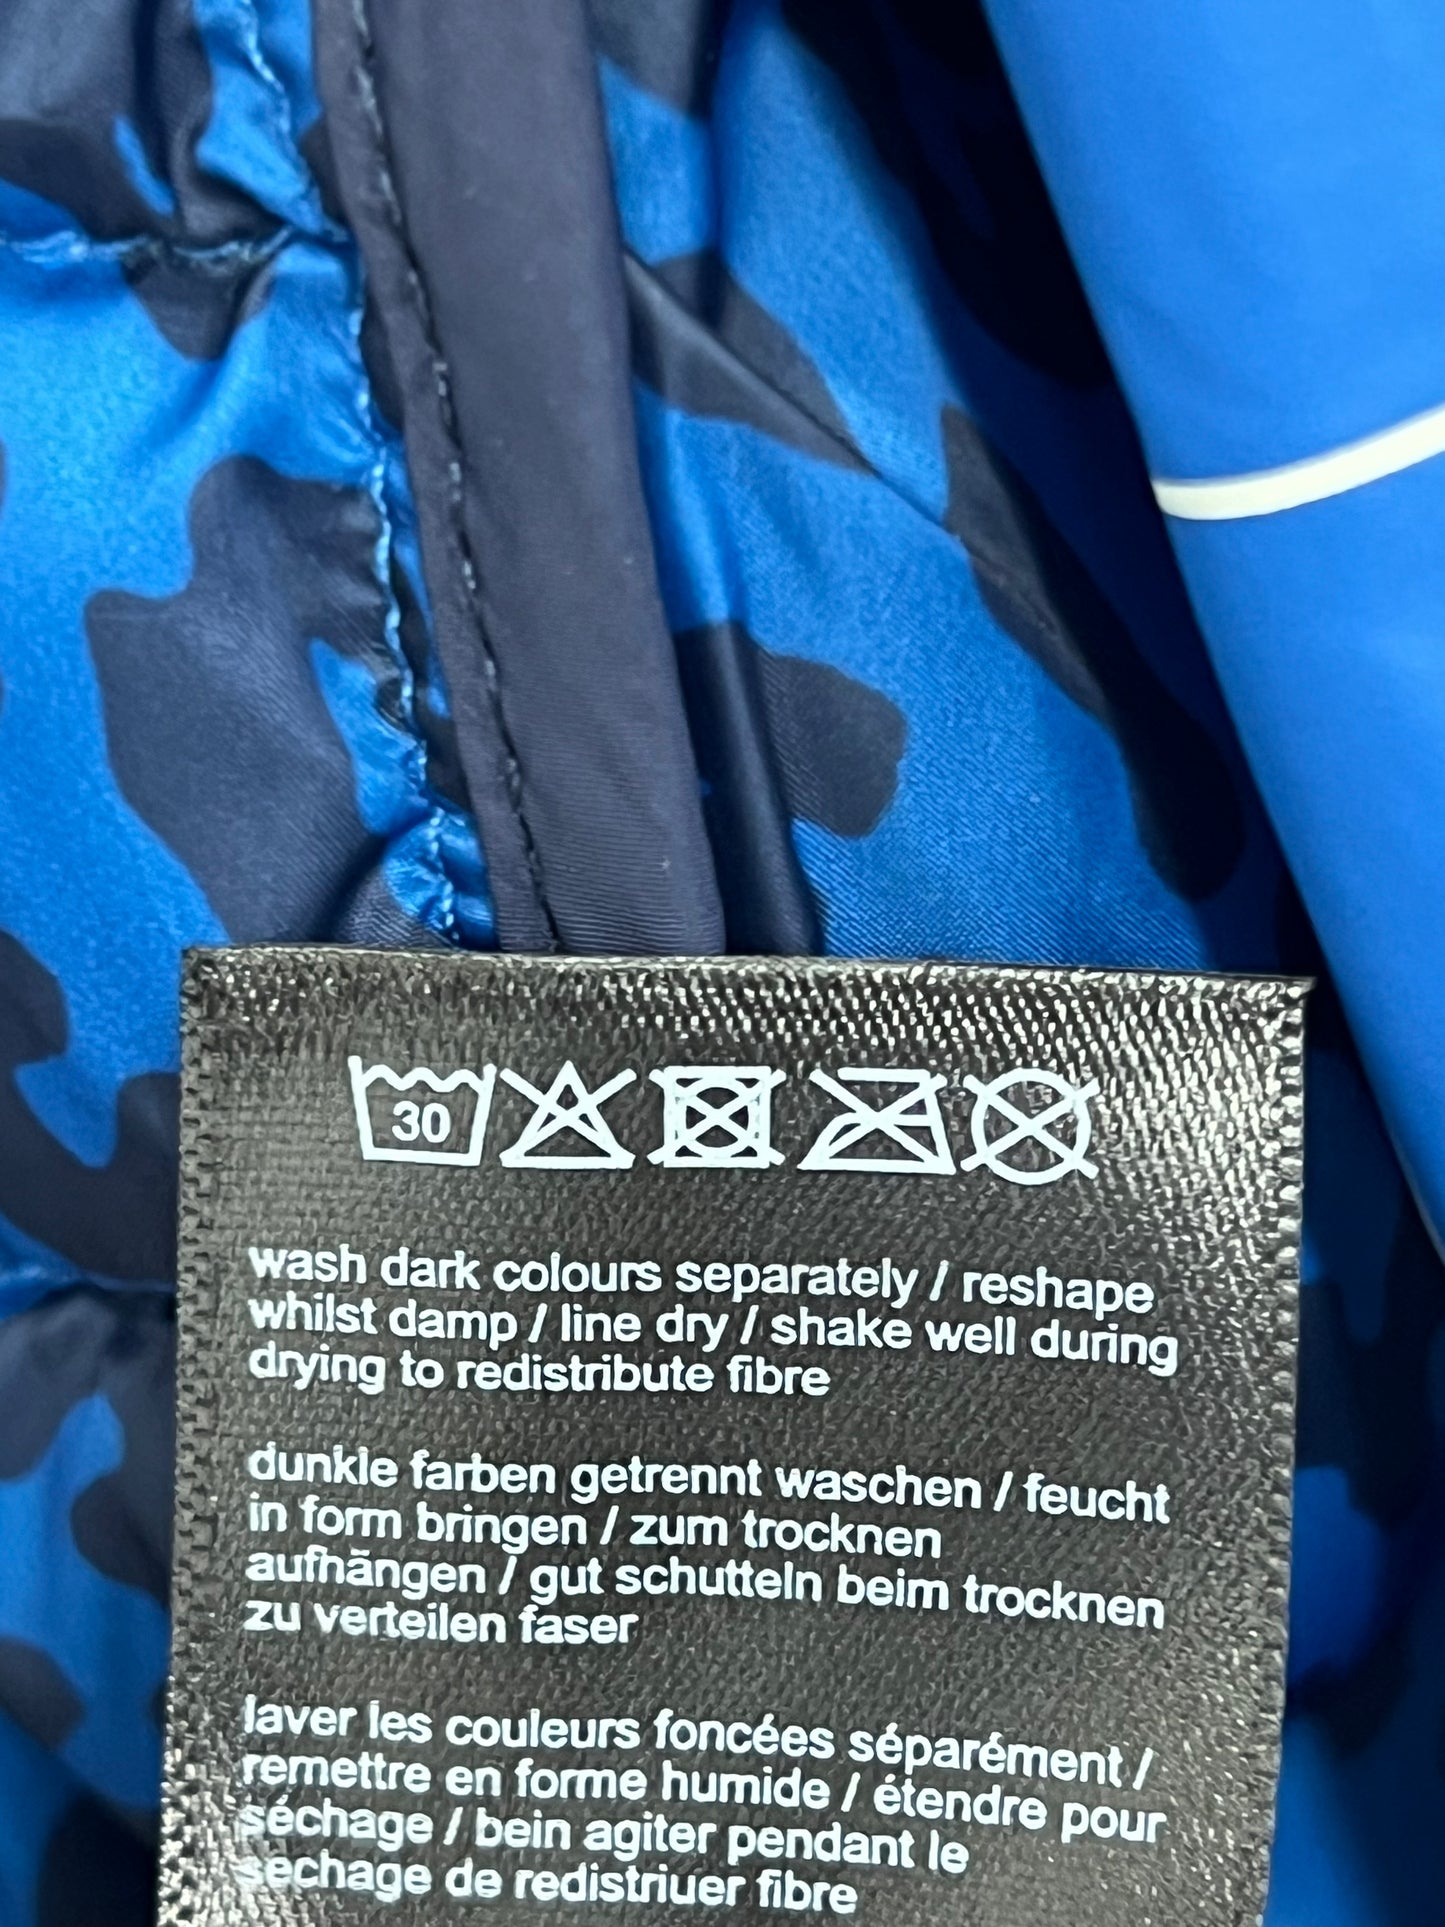 30
wash dark colours separately / reshape
whilst damp / line dry / shake well during
drying to redistribute fibre
dunkle farben getrennt waschen / feucht
in form bringen / zum trocknen
aufhängen / gut schutteln beim trocknen
zu verteilen faser
laver les couleurs foncées séparément /
remettre en forme humide / étendre pour
séchage / bein agiter pendant le
sechage de redistriuer fibre